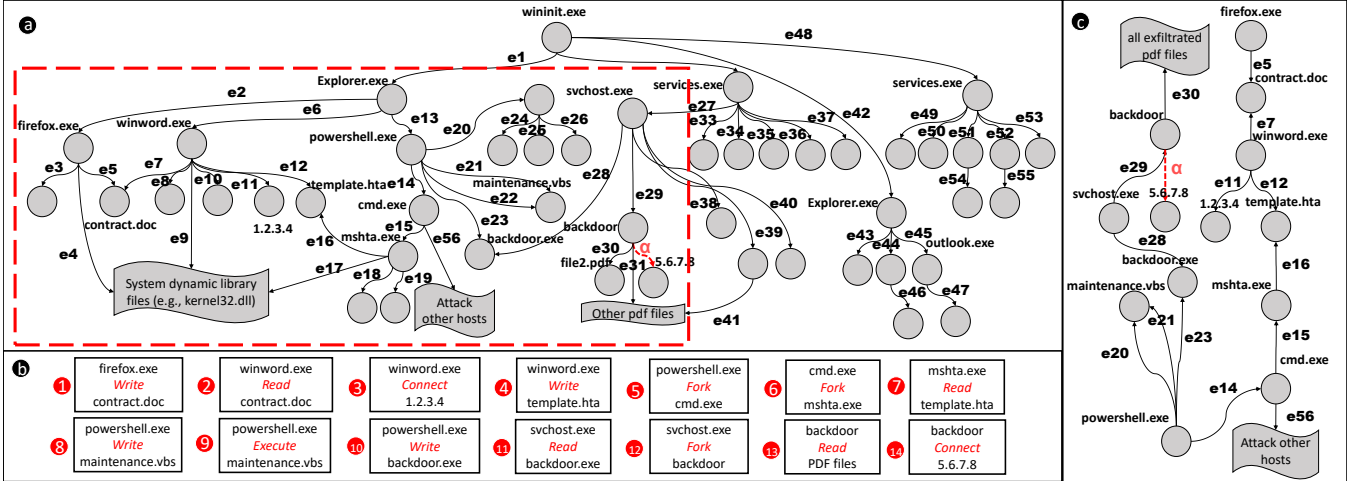 a
wininit.exe
e1
e48
Explorer.exe
e2
e6
e13
firefox.exe
winword.exe
powershell.exe
e20
e24
e25
e26
svchost.exe
services.exe
e27
e42
services.exe
e33
e34
e35
e36
e37
e49
e50
e51
e52
e53
e54
e55
e3
e5
e7
e8
e10
e11
e12
contract.doc
1.2.3.4
template.hta
e14
cmd.exe
e21
maintenance.vbs
e22
e23
e28
e29
e38
e39
e40
Explorer.exe
e4
e9
e16
e15
mshta.exe
e56
backdoor.exe
backdoor
e30
file2.pdf
α
e31
5.6.7.8
e43
e44
e45
outlook.exe
e46
e47
e17
e18
e19
System dynamic library
files (e.g., kernel32.dll)
Attack
other hosts
Other pdf files
e41
b
1
firefox.exe
Write
contract.doc
2
winword.exe
Read
contract.doc
3
winword.exe
Connect
1.2.3.4
4
winword.exe
Write
template.hta
5
powershell.exe
Fork
cmd.exe
6
cmd.exe
Fork
mshta.exe
7
mshta.exe
Read
template.hta
8
powershell.exe
Write
maintenance.vbs
9
powershell.exe
Execute
maintenance.vbs
10
powershell.exe
Write
backdoor.exe
11
svchost.exe
Read
backdoor.exe
12
svchost.exe
Fork
backdoor
13
backdoor
Read
PDF files
14
backdoor
Connect
5.6.7.8
c
all exfiltrated
pdf files
firefox.exe
e5
contract.doc
e30
backdoor
e7
winword.exe
e29
α
svchost.exe
5.6.7.8
e11
e12
1.2.3.4
template.hta
e28
backdoor.exe
e16
maintenance.vbs
mshta.exe
e21
e20
e23
e15
cmd.exe
e14
powershell.exe
e56
Attack other
hosts